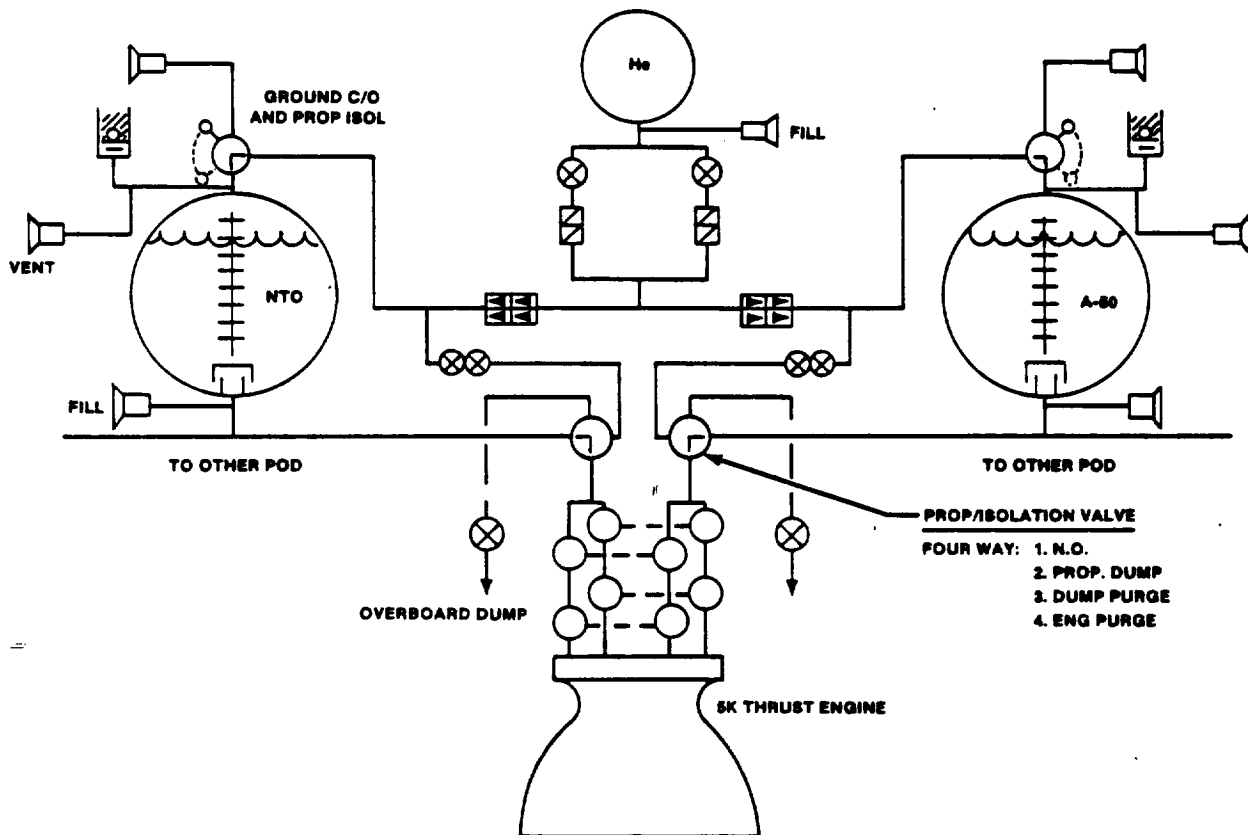 He
GROUND C/O
AND PROP ISOL
FILL
VENT
NTO
A-50
FILL
TO OTHER POD
TO OTHER POD
PROP/ISOLATION VALVE
FOUR WAY: 1. N.O.
2. PROP. DUMP
3. DUMP PURGE
4. ENG PURGE
OVERBOARD DUMP
5K THRUST ENGINE